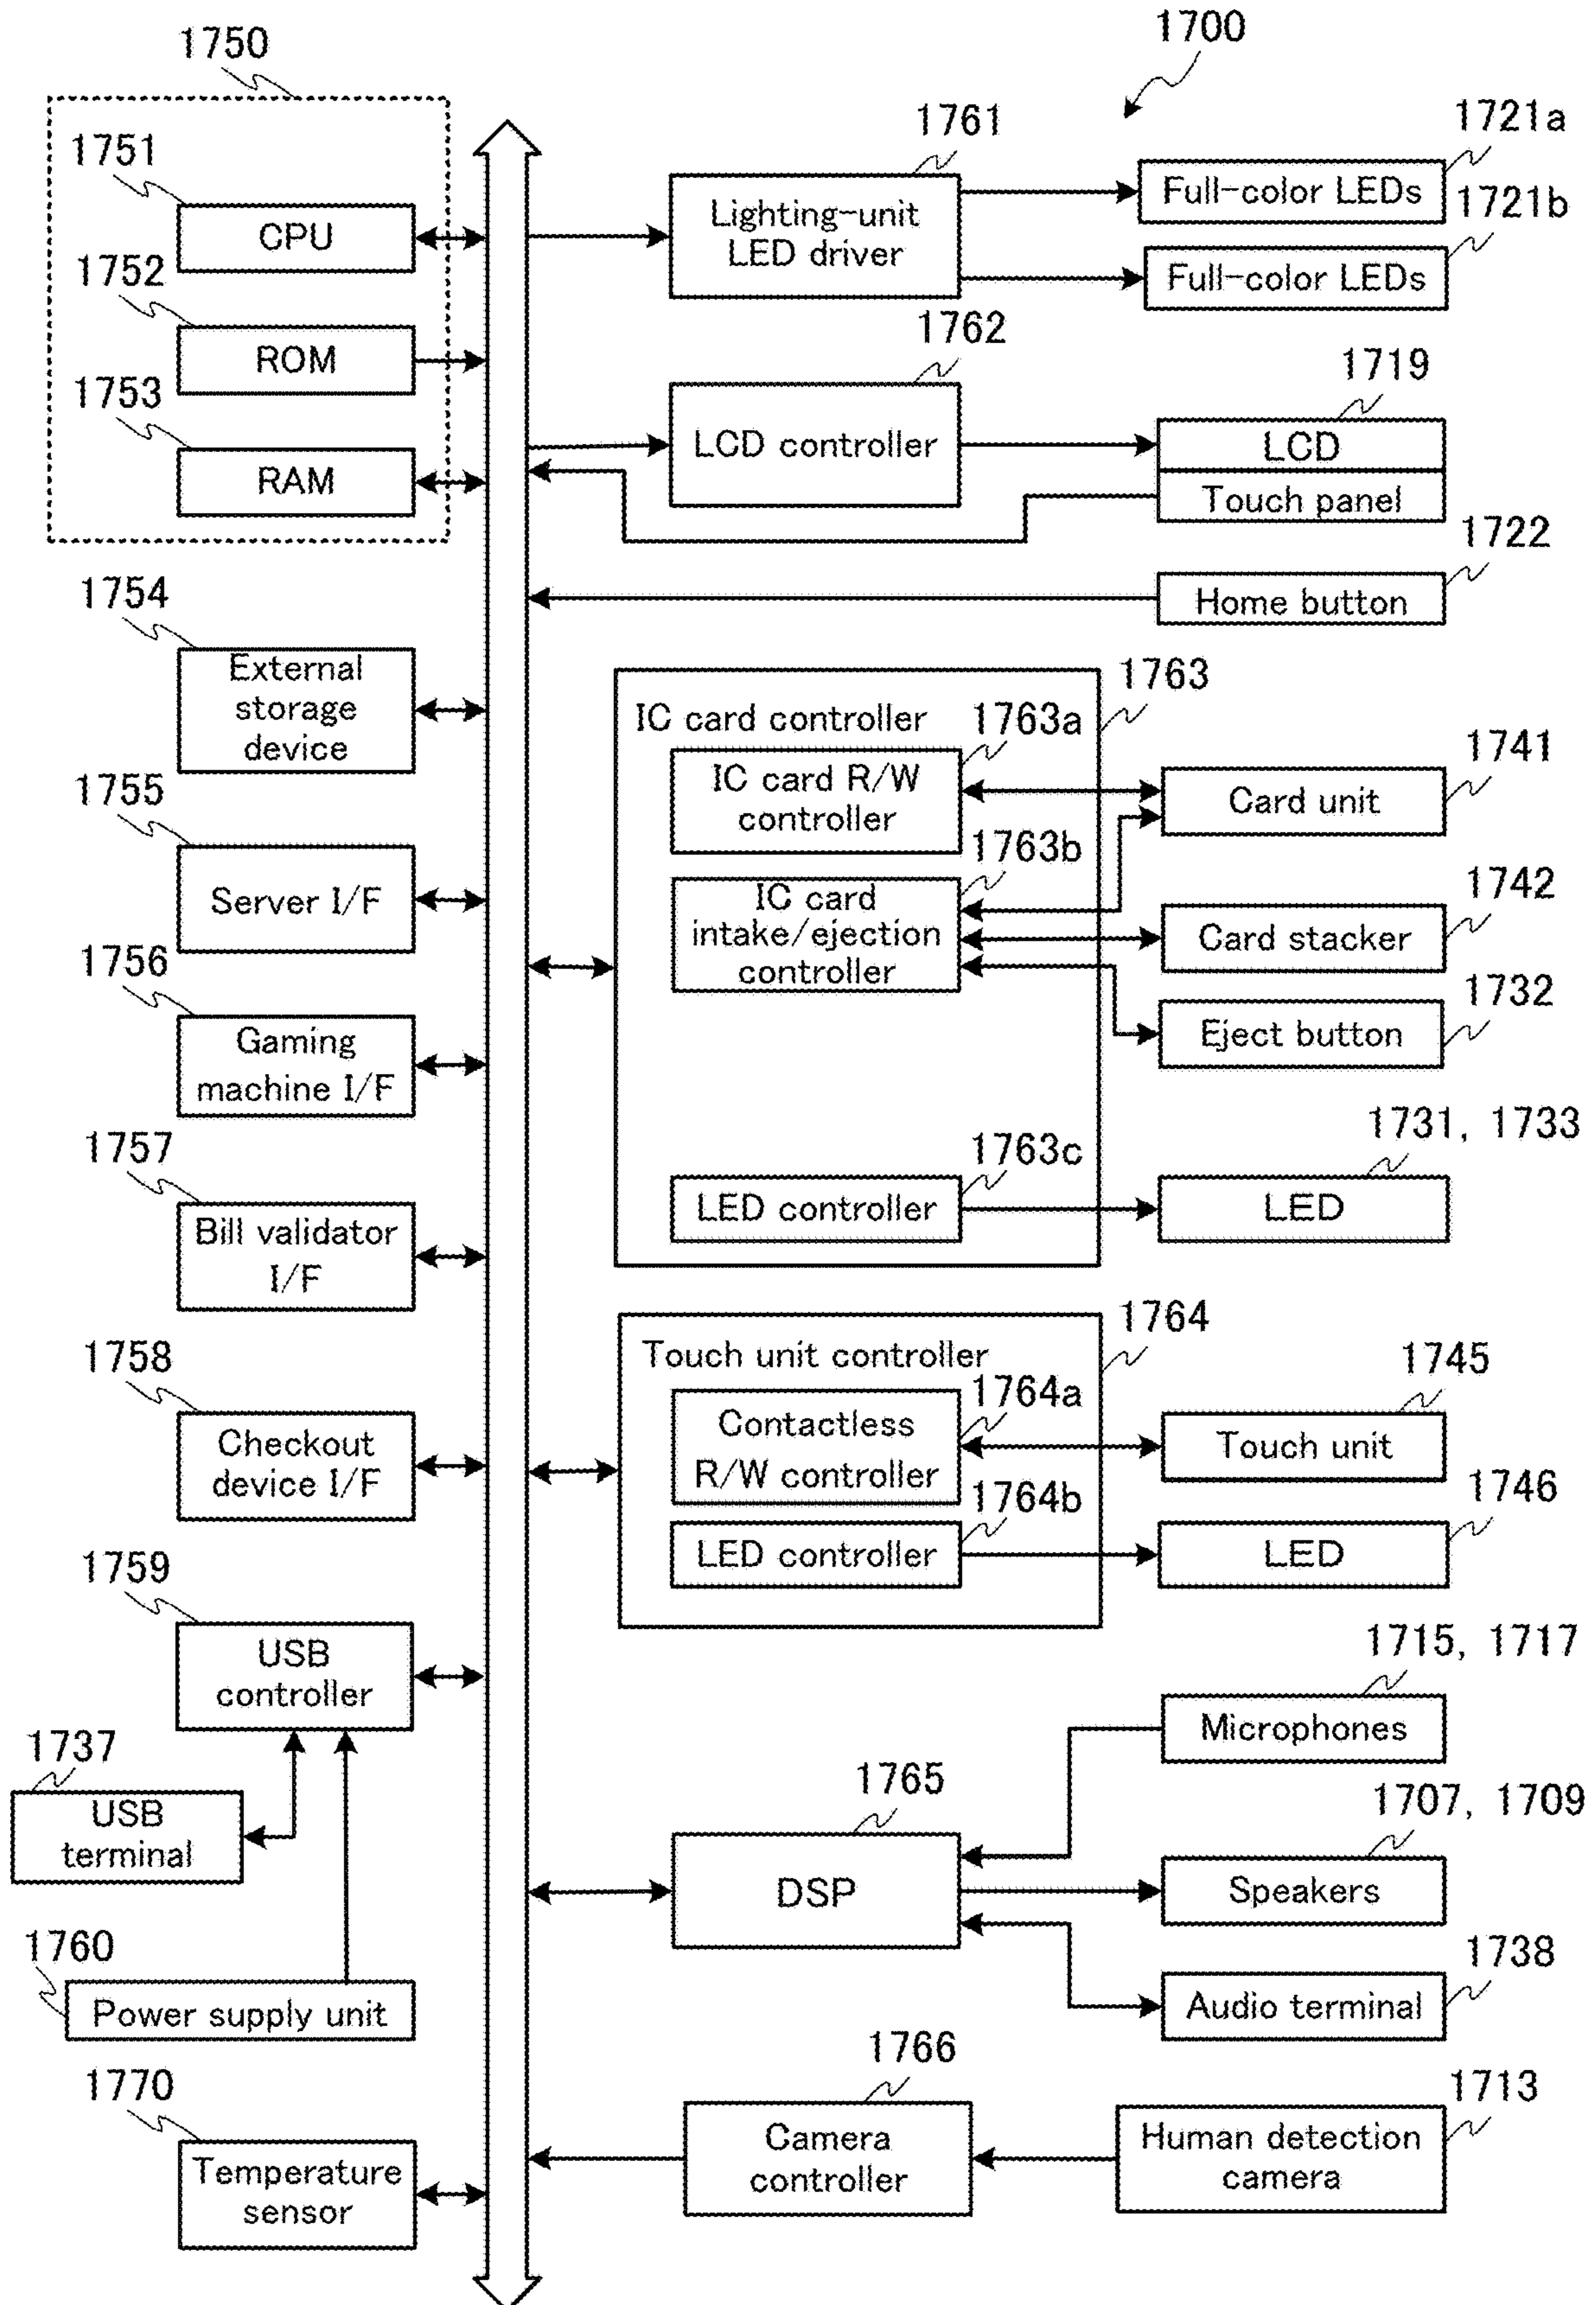 1700
1750
1751
CPU
1752
ROM
1753
RAM
1754
External
storage
device
1755
Server I/F
1756
Gaming
machine I/F
1757
Bill validator
I/F
1758
Checkout
device I/F
1759
USB
controller
1737
USB
terminal
1760
Power supply unit
1770
Temperature
sensor
1761
Lighting-unit
LED driver
1721a
Full-color LEDs
1721b
Full-color LEDs
1762
LCD controller
1719
LCD
Touch panel
1722
Home button
1763
IC card controller
1763a
IC card R/W
controller
1763b
IC card
intake/ejection
controller
1741
Card unit
1742
Card stacker
1732
Eject button
1763c
LED controller
1731, 1733
LED
1764
Touch unit controller
1764a
Contactless
R/W controller
1745
Touch unit
1764b
LED controller
1746
LED
1715, 1717
Microphones
1765
DSP
1707, 1709
Speakers
1738
Audio terminal
1766
Camera
controller
1713
Human detection
camera